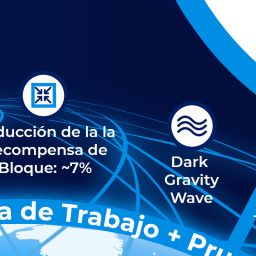 ducción de la la
ecompensa de
Bloque: ~7%
Dark
Gravity
Wave
a de Trabajo + Pru